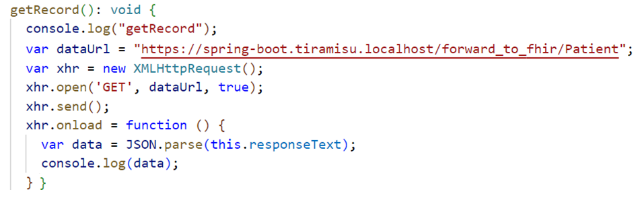 getRecord(): void {
console.log("getRecord");
var dataUrl = "https://spring-boot.tiramisu.localhost/forward_to_fhir/Patient";
var xhr = new XMLHttpRequest();
xhr.open('GET', dataUrl, true);
xhr.send();
xhr.onload = function () {
var data = JSON.parse(this.responseText);
console.log(data);
} }